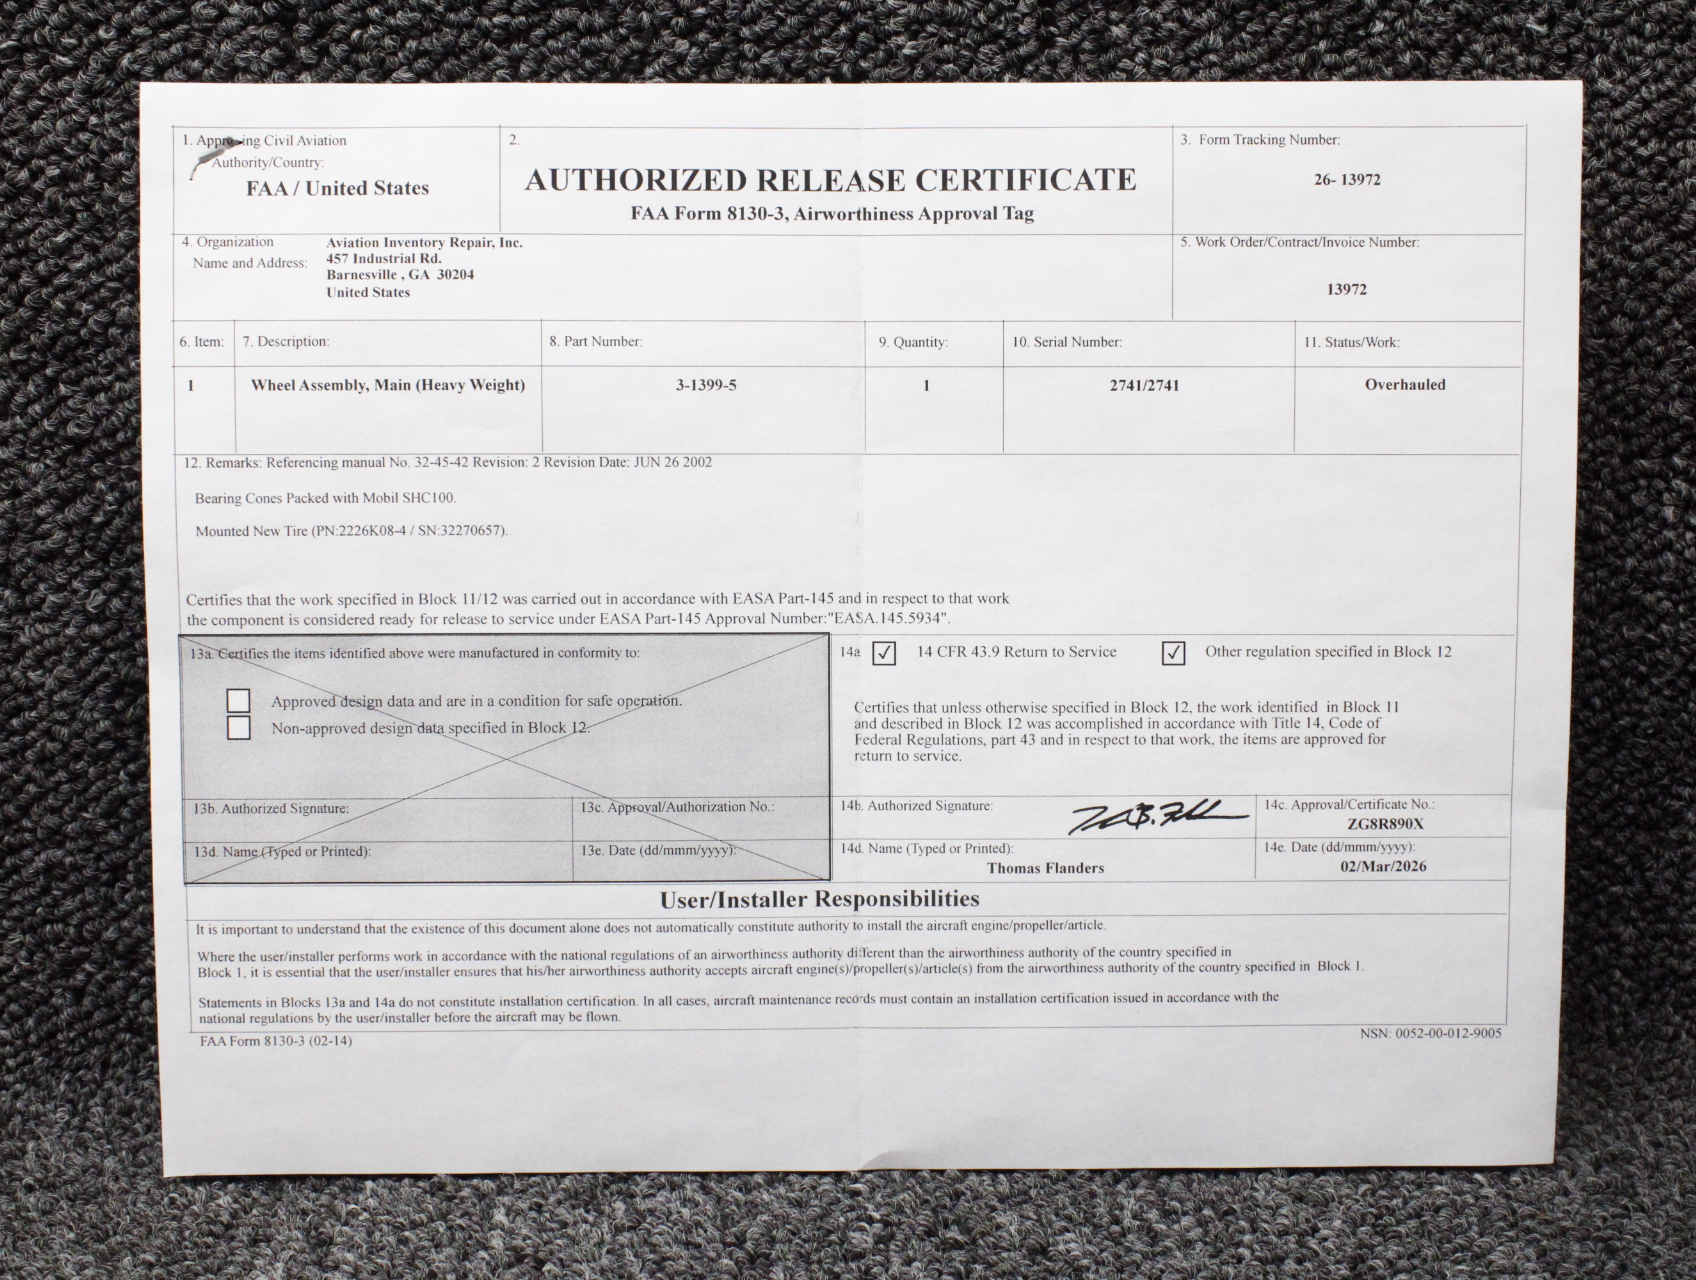 1. Approving Civil Aviation
Authority/Country:
FAA / United States
2.
AUTHORIZED RELEASE CERTIFICATE
FAA Form 8130-3, Airworthiness Approval Tag
3. Form Tracking Number:
26- 13972
4. Organization
Name and Address:
Aviation Inventory Repair, Inc.
457 Industrial Rd.
Barnesville , GA 30204
United States
5. Work Order/Contract/Invoice Number:
13972
6. Item: 7. Description: 8. Part Number: 9. Quantity: 10. Serial Number: 11. Status/Work:
1 Wheel Assembly, Main (Heavy Weight) 3-1399-5 1 2741/2741 Overhauled
12. Remarks: Referencing manual No. 32-45-42 Revision: 2 Revision Date: JUN 26 2002
Bearing Cones Packed with Mobil SHC100.
Mounted New Tire (PN:2226K08-4 / SN:32270657).
Certifies that the work specified in Block 11/12 was carried out in accordance with EASA Part-145 and in respect to that work
the component is considered ready for release to service under EASA Part-145 Approval Number:"EASA.145.5934".
13a. Certifies the items identified above were manufactured in conformity to:
Approved design data and are in a condition for safe operation.
Non-approved design data specified in Block 12.
13b. Authorized Signature:
13c. Approval/Authorization No.:
13d. Name (Typed or Printed):
13e. Date (dd/mmm/yyyy):
14a ✓ 14 CFR 43.9 Return to Service ✓ Other regulation specified in Block 12
Certifies that unless otherwise specified in Block 12, the work identified in Block 11
and described in Block 12 was accomplished in accordance with Title 14, Code of
Federal Regulations, part 43 and in respect to that work, the items are approved for
return to service.
14b. Authorized Signature:
14c. Approval/Certificate No.:
ZG8R890X
14d. Name (Typed or Printed):
Thomas Flanders
14e. Date (dd/mmm/yyyy):
02/Mar/2026
User/Installer Responsibilities
It is important to understand that the existence of this document alone does not automatically constitute authority to install the aircraft engine/propeller/article.
Where the user/installer performs work in accordance with the national regulations of an airworthiness authority different than the airworthiness authority of the country specified in
Block 1, it is essential that the user/installer ensures that his/her airworthiness authority accepts aircraft engine(s)/propeller(s)/article(s) from the airworthiness authority of the country specified in Block 1.
Statements in Blocks 13a and 14a do not constitute installation certification. In all cases, aircraft maintenance records must contain an installation certification issued in accordance with the
national regulations by the user/installer before the aircraft may be flown.
FAA Form 8130-3 (02-14)
NSN: 0052-00-012-9005